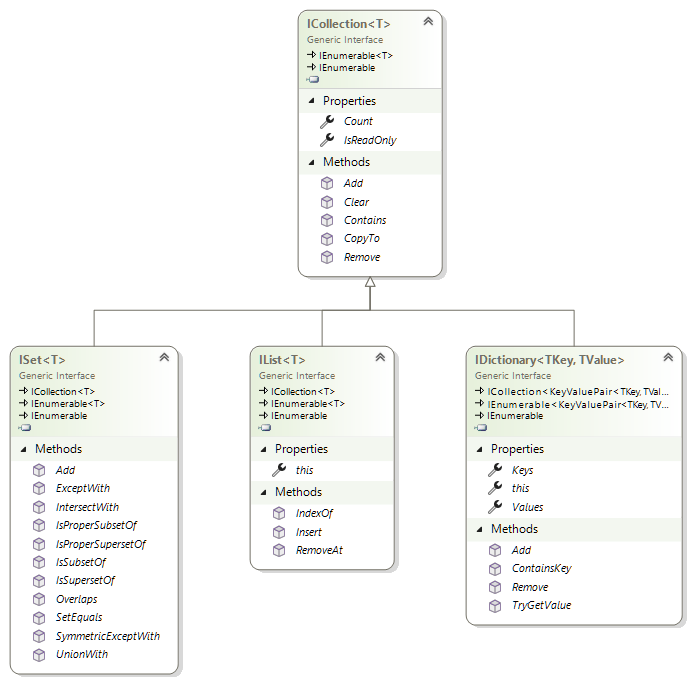 ICollection<T>
Generic Interface
IEnumerable<T>
IEnumerable
Properties
Count
IsReadOnly
Methods
Add
Clear
Contains
CopyTo
Remove
ISet<T>
Generic Interface
ICollection<T>
IEnumerable<T>
IEnumerable
Methods
Add
ExceptWith
IntersectWith
IsProperSubsetOf
IsProperSupersetOf
IsSubsetOf
IsSupersetOf
Overlaps
SetEquals
SymmetricExceptWith
UnionWith
IList<T>
Generic Interface
ICollection<T>
IEnumerable<T>
IEnumerable
Properties
this
Methods
IndexOf
Insert
RemoveAt
IDictionary<TKey, TValue>
Generic Interface
ICollection<KeyValuePair<TKey, TVal...
IEnumerable<KeyValuePair<TKey, TV...
IEnumerable
Properties
Keys
this
Values
Methods
Add
ContainsKey
Remove
TryGetValue